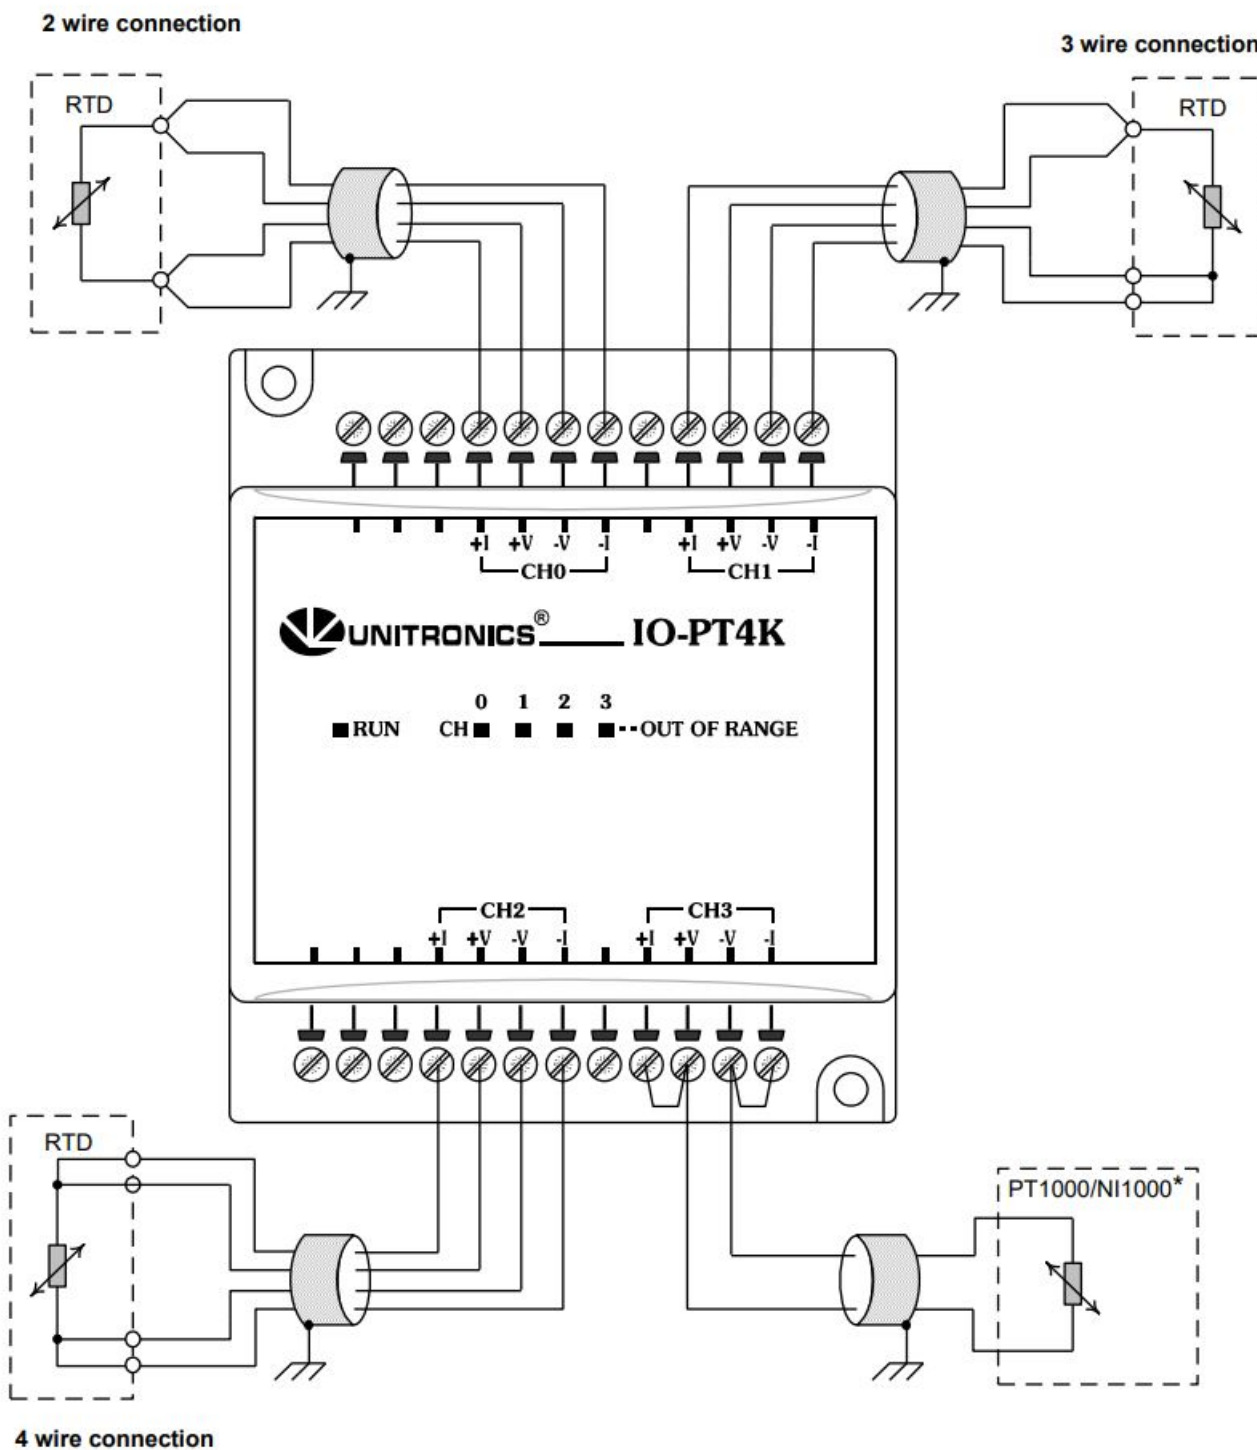 2 wire connection
3 wire connection
RTD
RTD
+I +V -V -I
+I +V -V -I
CH0
CH1
UNITRONICS® IO-PT4K
0 1 2 3
RUN CH --OUT OF RANGE
CH2
CH3
+I +V -V -I
+I +V -V -I
RTD
PT1000/NI1000*
4 wire connection